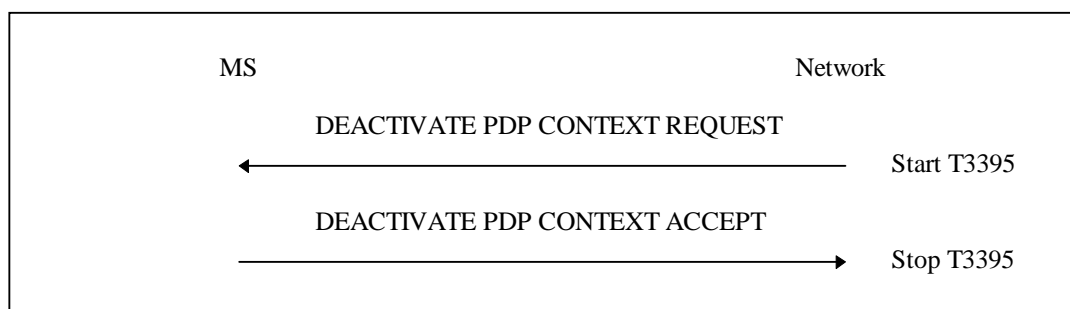 MS Network
DEACTIVATE PDP CONTEXT REQUEST
Start T3395
DEACTIVATE PDP CONTEXT ACCEPT
Stop T3395